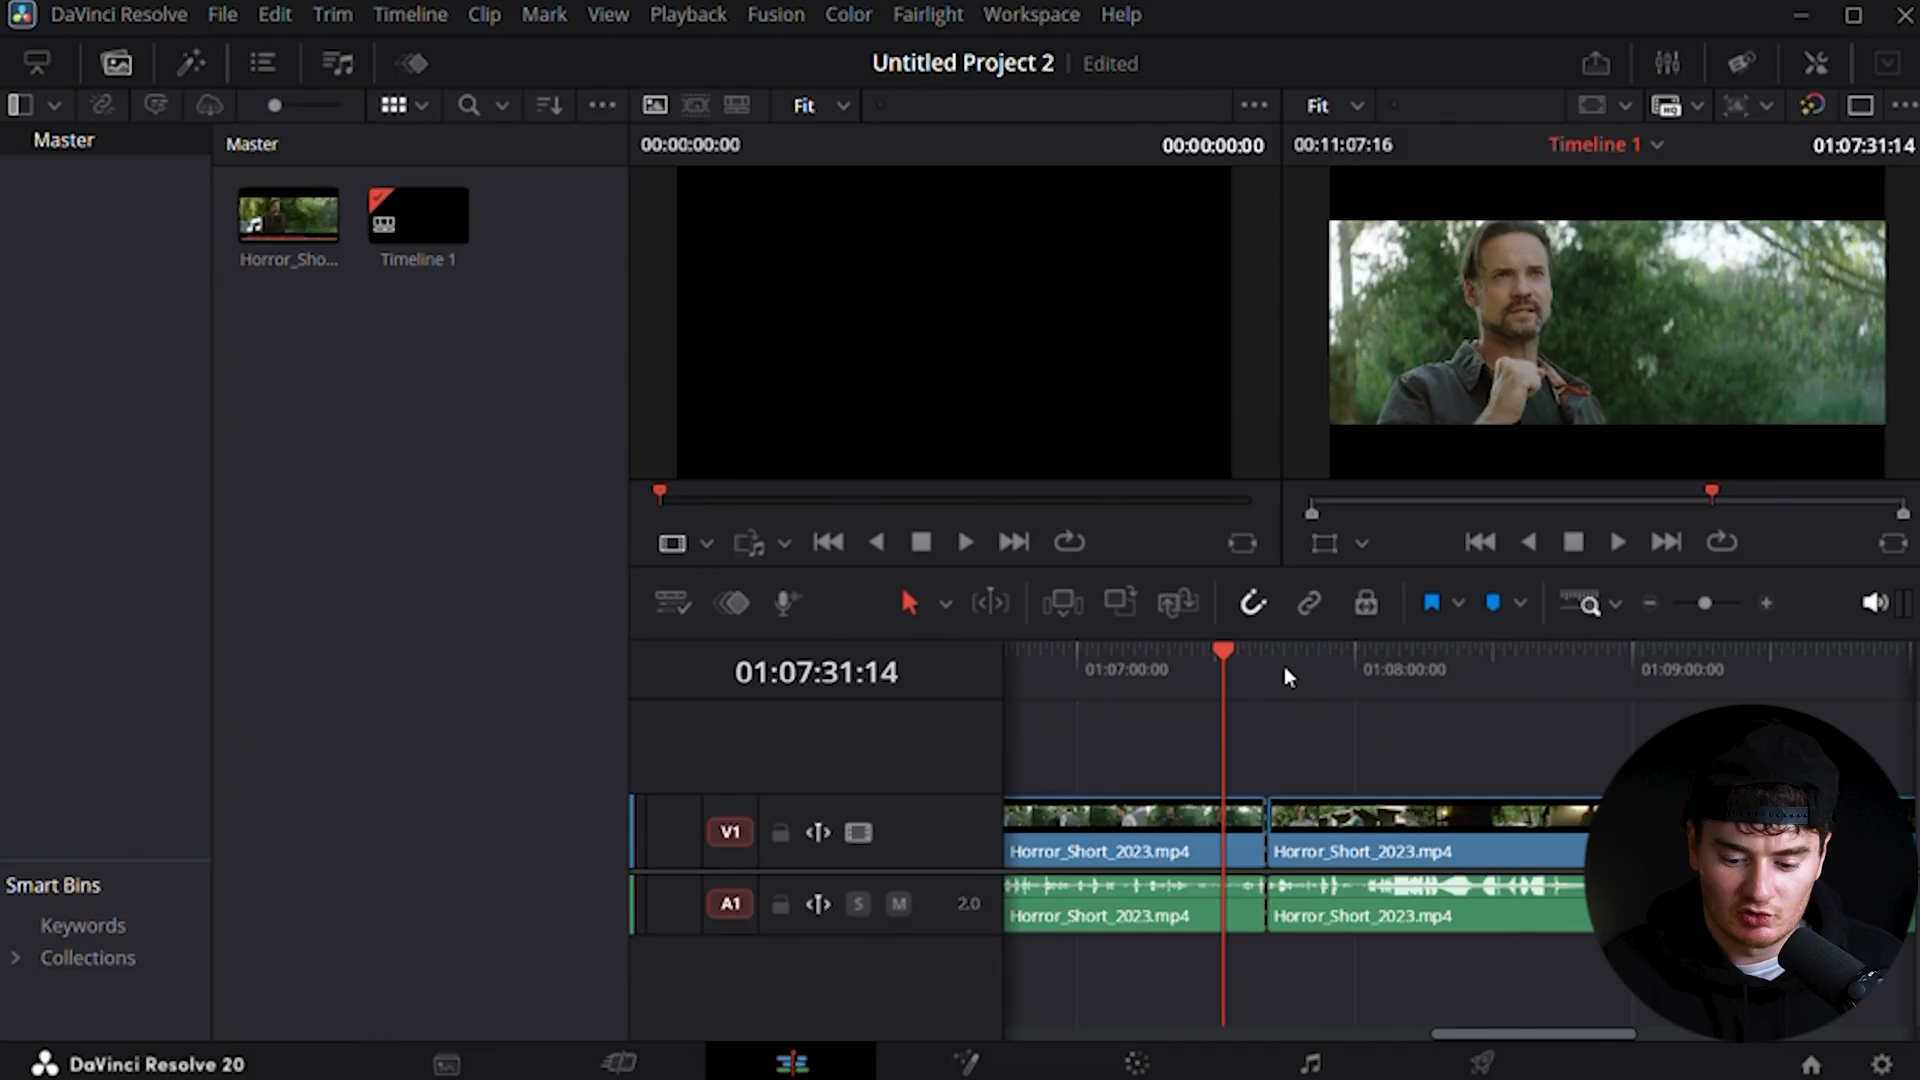 DaVinci Resolve File Edit Trim Timeline Clip Mark View Playback Fusion Color Fairlight Workspace Help
Untitled Project 2 Edited
Fit Fit
Master Master 00:00:00:00 00:00:00:00 00:11:07:16 Timeline 1 01:07:31:14
Horror_Sho... Timeline 1
01:07:31:14 01:07:00:00 01:08:00:00 01:09:00:00
V1
Horror_Short_2023.mp4 Horror_Short_2023.mp4
A1 S M 2.0
Horror_Short_2023.mp4 Horror_Short_2023.mp4
Smart Bins
Keywords
Collections
DaVinci Resolve 20